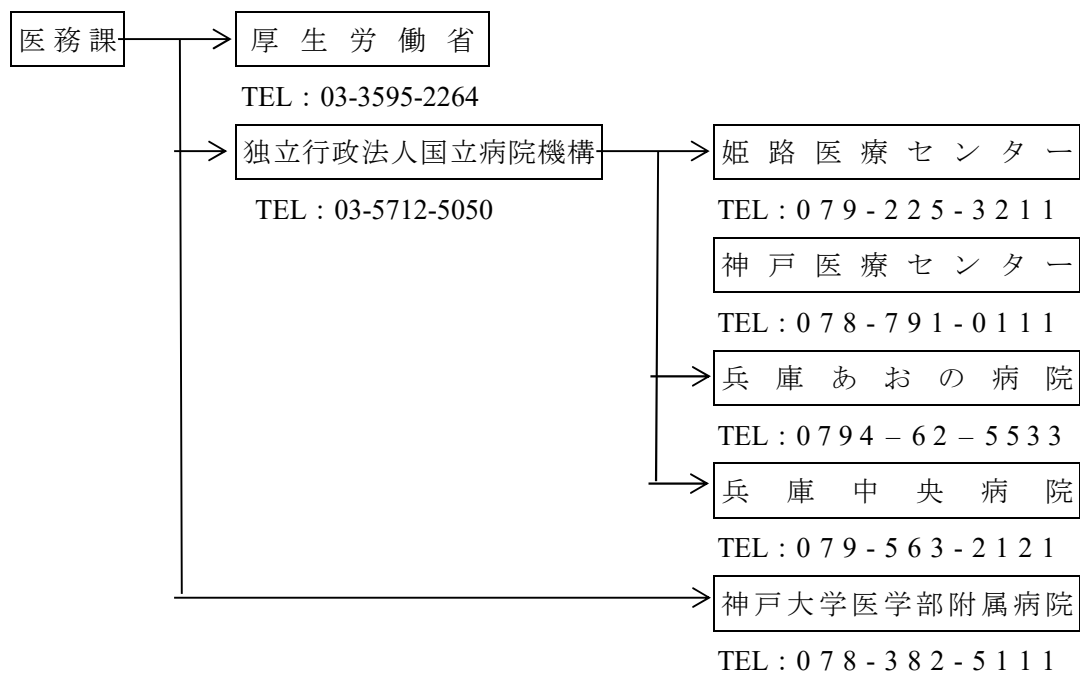 医務課
厚生労働省
TEL：03-3595-2264
独立行政法人国立病院機構
姫路医療センター
TEL：03-5712-5050
TEL：079-225-3211
神戸医療センター
TEL：078-791-0111
兵庫あおの病院
TEL：0794–62–5533
兵庫中央病院
TEL：079-563-2121
神戸大学医学部附属病院
TEL：078-382-5111